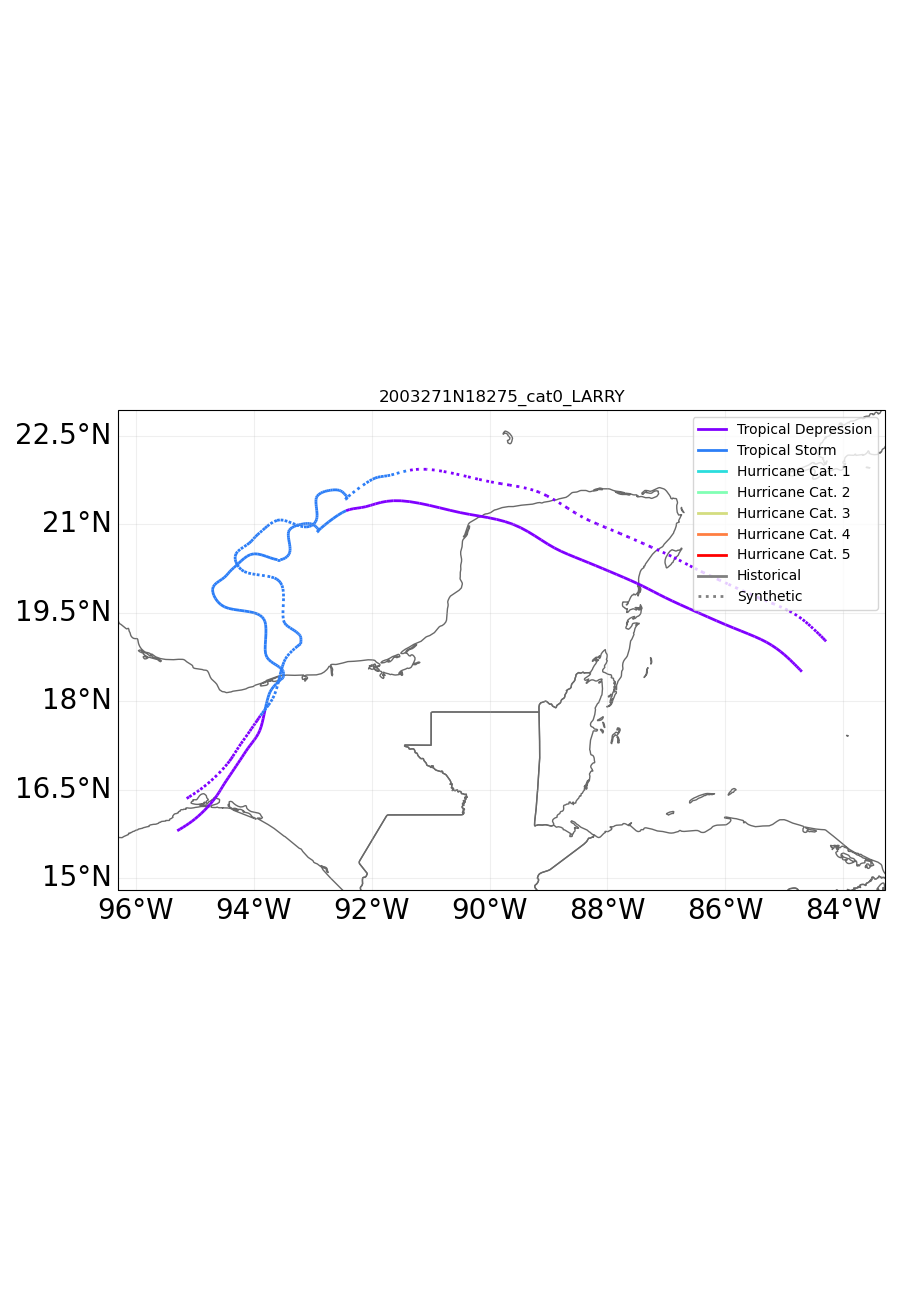 2003271N18275_cat0_LARRY
22.5°N
21°N
19.5°N
18°N
16.5°N
15°N
Tropical Depression
Tropical Storm
Hurricane Cat. 1
Hurricane Cat. 2
Hurricane Cat. 3
Hurricane Cat. 4
Hurricane Cat. 5
Historical
Synthetic
96°W 94°W 92°W 90°W 88°W 86°W 84°W